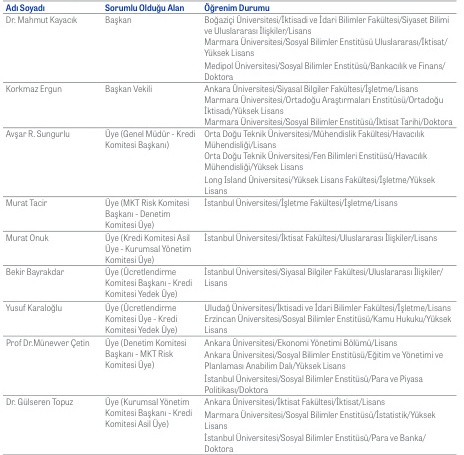 Adı Soyadı Sorumlu Olduğu Alan Öğrenim Durumu
Dr. Mahmut Kayacık Başkan Boğaziçi Üniversitesi/İktisadi ve İdari Bilimler Fakültesi/Siyaset Bilimi
ve Uluslararası İlişkiler/Lisans
Marmara Üniversitesi/Sosyal Bilimler Enstitüsü Uluslararası/İktisat/
Yüksek Lisans
Medipol Üniversitesi/Sosyal Bilimler Enstitüsü/Bankacılık ve Finans/
Doktora
Korkmaz Ergun Başkan Vekili Ankara Üniversitesi/Siyasal Bilgiler Fakültesi/İşletme/Lisans
Marmara Üniversitesi/Ortadoğu Araştırmaları Enstitüsü/Ortadoğu
İktisadı/Yüksek Lisans
Marmara Üniversitesi/Sosyal Bilimler Enstitüsü/İktisat Tarihi/Doktora
Avşar R. Sungurlu Üye (Genel Müdür - Kredi Orta Doğu Teknik Üniversitesi/Mühendislik Fakültesi/Havacılık
Komitesi Başkanı) Mühendisliği/Lisans
Orta Doğu Teknik Üniversitesi/Fen Bilimleri Enstitüsü/Havacılık
Mühendisliği/Yüksek Lisans
Long Island Üniversitesi/Yüksek Lisans Fakültesi/İşletme/Yüksek
Lisans
Murat Tacir Üye (MKT Risk Komitesi İstanbul Üniversitesi/İşletme Fakültesi/İşletme/Lisans
Başkanı - Denetim
Komitesi Üye)
Murat Onuk Üye (Kredi Komitesi Asil İstanbul Üniversitesi/İktisat Fakültesi/Uluslararası İlişkiler/Lisans
Üye - Kurumsal Yönetim
Komitesi Üye)
Bekir Bayrakdar Üye (Ücretlendirme İstanbul Üniversitesi/Siyasal Bilgiler Fakültesi/Uluslararası İlişkiler/
Komitesi Başkanı - Kredi Lisans
Komitesi Yedek Üye)
Yusuf Karaloğlu Üye (Ücretlendirme Uludağ Üniversitesi/İktisadi ve İdari Bilimler Fakültesi/İşletme/Lisans
Komitesi Üye - Kredi Erzincan Üniversitesi/Sosyal Bilimler Enstitüsü/Kamu Hukuku/Yüksek
Komitesi Yedek Üye) Lisans
Prof Dr.Münevver Çetin Üye (Denetim Komitesi Ankara Üniversitesi/Ekonomi Yönetimi Bölümü/Lisans
Başkanı - MKT Risk Ankara Üniversitesi/Sosyal Bilimler Enstitüsü/Eğitim ve Yönetimi ve
Komitesi Üye) Planlaması Anabilim Dalı/Yüksek Lisans
İstanbul Üniversitesi/Sosyal Bilimler Enstitüsü/Para ve Piyasa
Politikası/Doktora
Dr. Gülseren Topuz Üye (Kurumsal Yönetim Ankara Üniversitesi/İktisat Fakültesi/İktisat/Lisans
Komitesi Başkanı - Kredi Marmara Üniversitesi/Sosyal Bilimler Enstitüsü/İstatistik/Yüksek
Komitesi Asil Üye) Lisans
İstanbul Üniversitesi/Sosyal Bilimler Enstitüsü/Para ve Banka/
Doktora